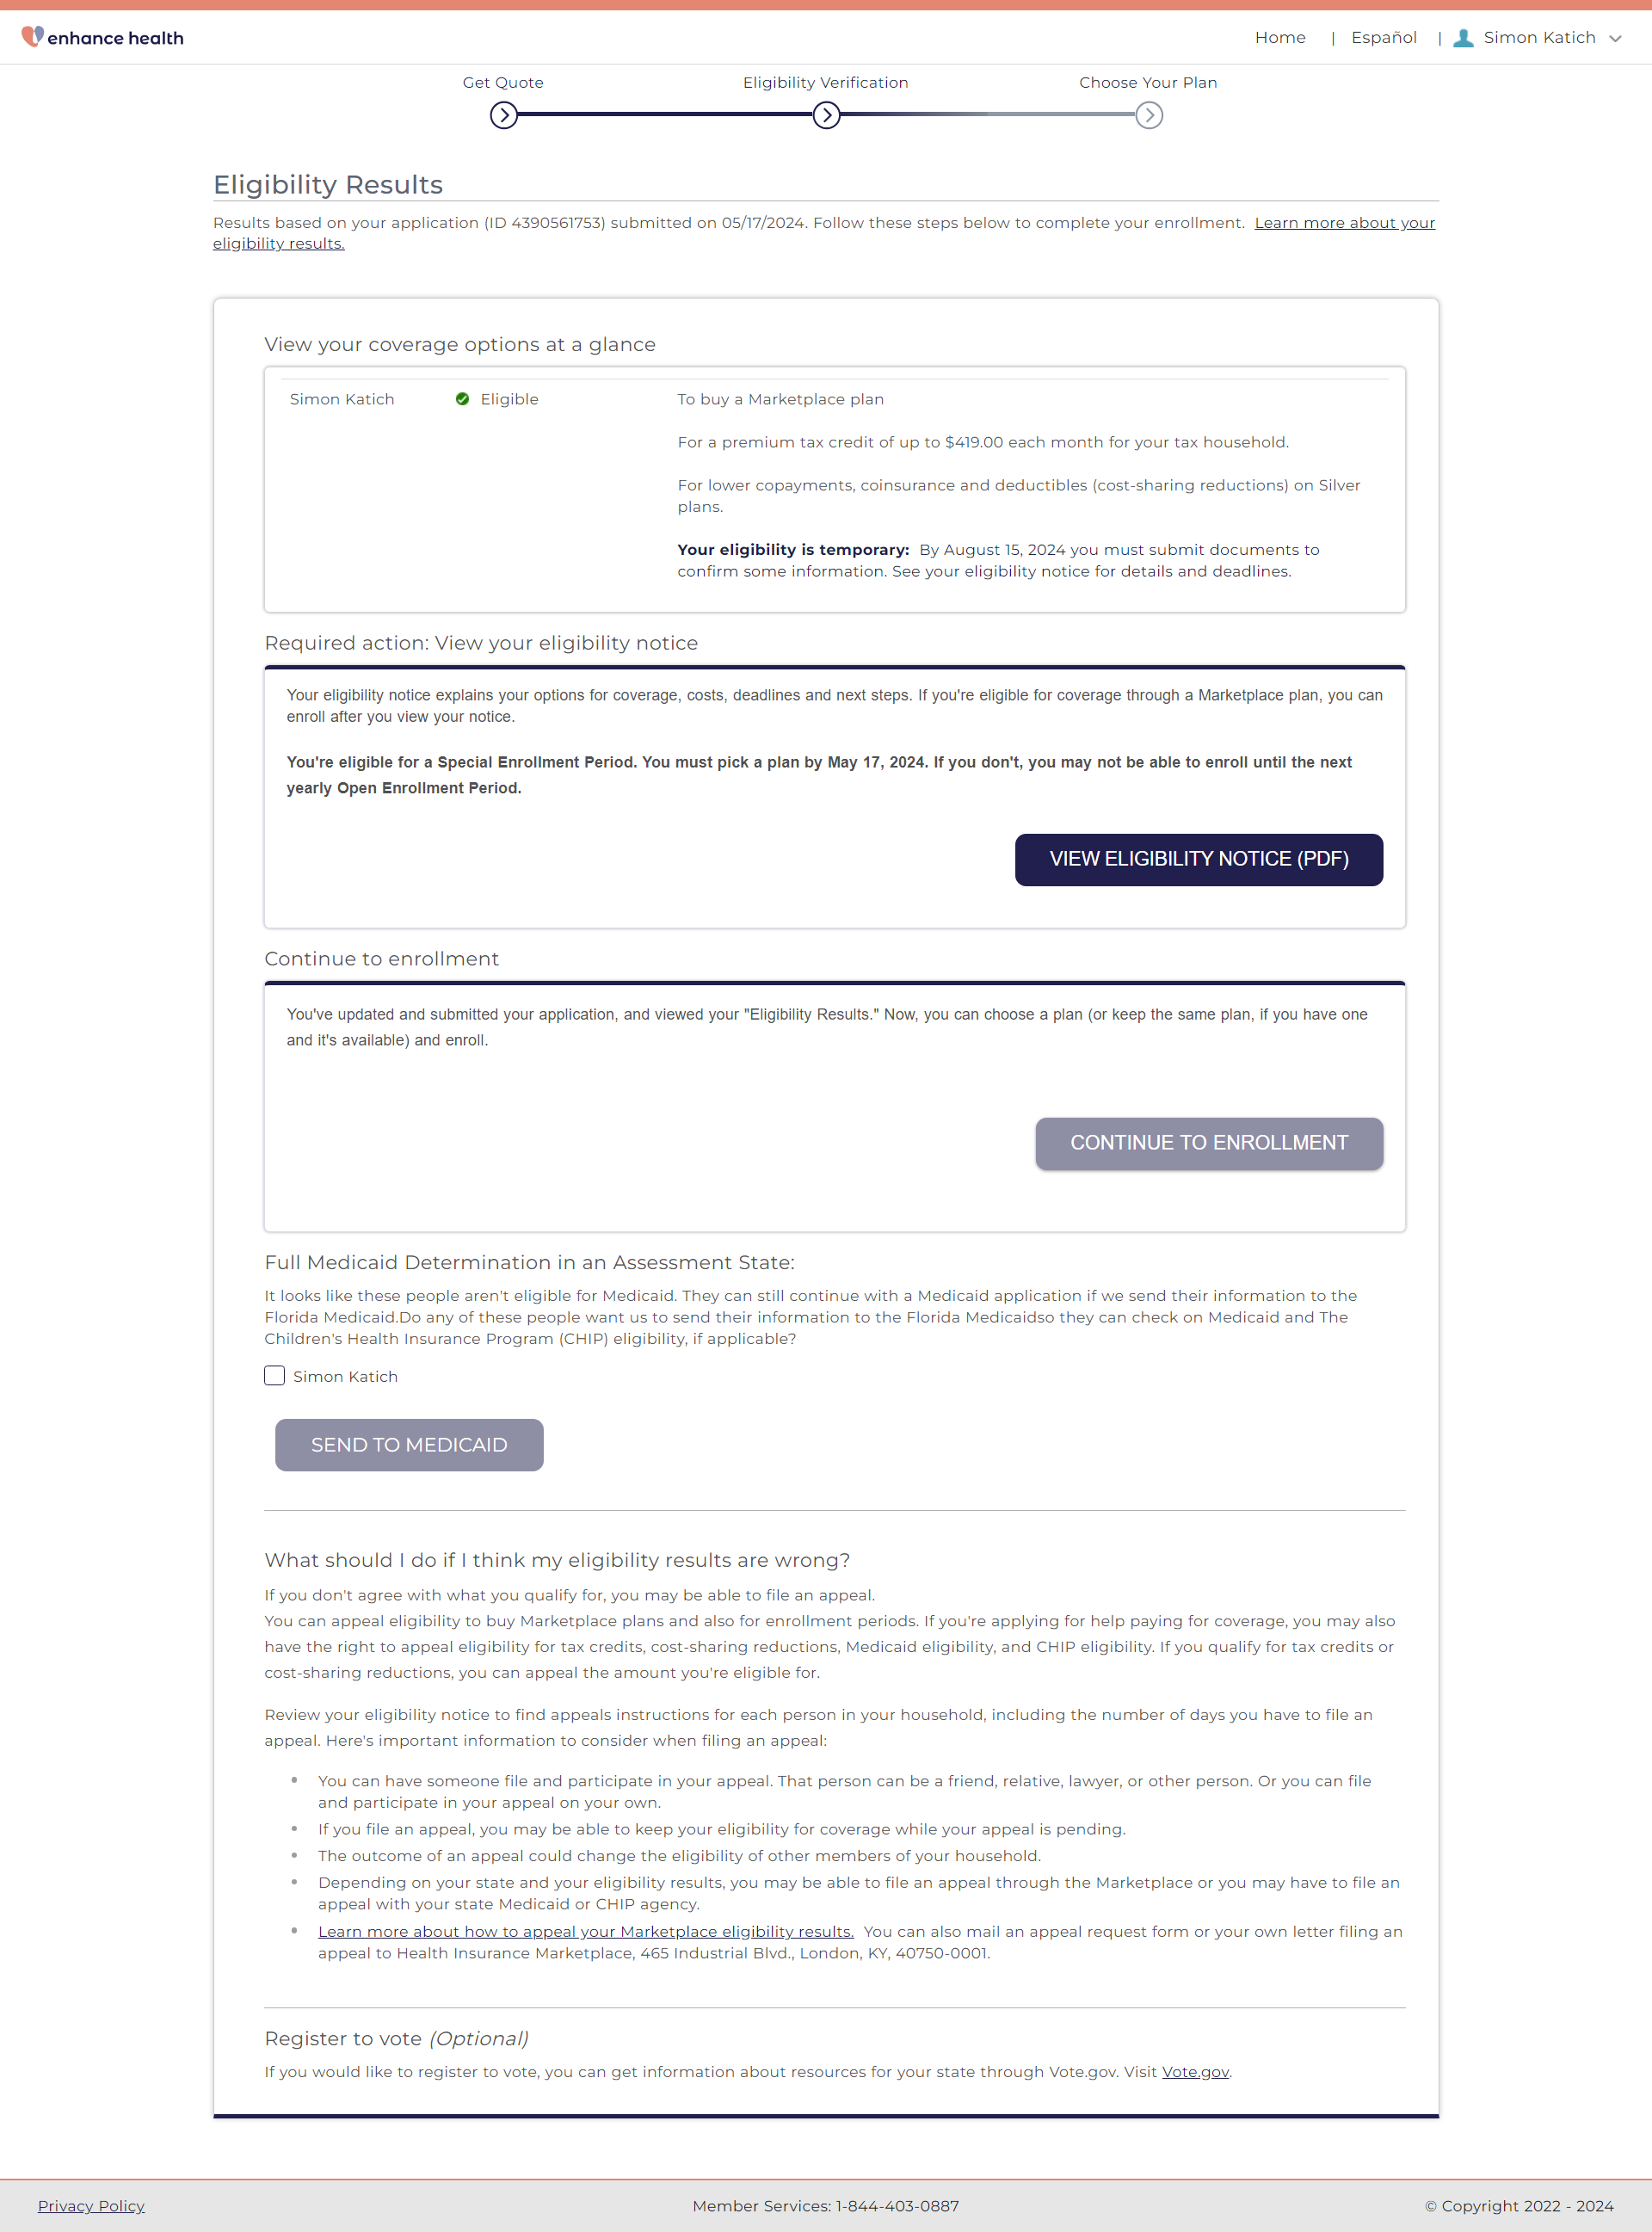 enhance health
Home | Español | Simon Katich
Get Quote Eligibility Verification Choose Your Plan
Eligibility Results
Results based on your application (ID 4390561753) submitted on 05/17/2024. Follow these steps below to complete your enrollment. Learn more about your
eligibility results.
View your coverage options at a glance
Simon Katich Eligible To buy a Marketplace plan
For a premium tax credit of up to $419.00 each month for your tax household.
For lower copayments, coinsurance and deductibles (cost-sharing reductions) on Silver
plans.
Your eligibility is temporary: By August 15, 2024 you must submit documents to
confirm some information. See your eligibility notice for details and deadlines.
Required action: View your eligibility notice
Your eligibility notice explains your options for coverage, costs, deadlines and next steps. If you're eligible for coverage through a Marketplace plan, you can
enroll after you view your notice.
You're eligible for a Special Enrollment Period. You must pick a plan by May 17, 2024. If you don't, you may not be able to enroll until the next
yearly Open Enrollment Period.
VIEW ELIGIBILITY NOTICE (PDF)
Continue to enrollment
You've updated and submitted your application, and viewed your "Eligibility Results." Now, you can choose a plan (or keep the same plan, if you have one
and it's available) and enroll.
CONTINUE TO ENROLLMENT
Full Medicaid Determination in an Assessment State:
It looks like these people aren't eligible for Medicaid. They can still continue with a Medicaid application if we send their information to the
Florida Medicaid.Do any of these people want us to send their information to the Florida Medicaidso they can check on Medicaid and The
Children's Health Insurance Program (CHIP) eligibility, if applicable?
Simon Katich
SEND TO MEDICAID
What should I do if I think my eligibility results are wrong?
If you don't agree with what you qualify for, you may be able to file an appeal.
You can appeal eligibility to buy Marketplace plans and also for enrollment periods. If you're applying for help paying for coverage, you may also
have the right to appeal eligibility for tax credits, cost-sharing reductions, Medicaid eligibility, and CHIP eligibility. If you qualify for tax credits or
cost-sharing reductions, you can appeal the amount you're eligible for.
Review your eligibility notice to find appeals instructions for each person in your household, including the number of days you have to file an
appeal. Here's important information to consider when filing an appeal:
• You can have someone file and participate in your appeal. That person can be a friend, relative, lawyer, or other person. Or you can file
and participate in your appeal on your own.
• If you file an appeal, you may be able to keep your eligibility for coverage while your appeal is pending.
• The outcome of an appeal could change the eligibility of other members of your household.
• Depending on your state and your eligibility results, you may be able to file an appeal through the Marketplace or you may have to file an
appeal with your state Medicaid or CHIP agency.
• Learn more about how to appeal your Marketplace eligibility results. You can also mail an appeal request form or your own letter filing an
appeal to Health Insurance Marketplace, 465 Industrial Blvd., London, KY, 40750-0001.
Register to vote (Optional)
If you would like to register to vote, you can get information about resources for your state through Vote.gov. Visit Vote.gov.
Privacy Policy Member Services: 1-844-403-0887 © Copyright 2022 - 2024